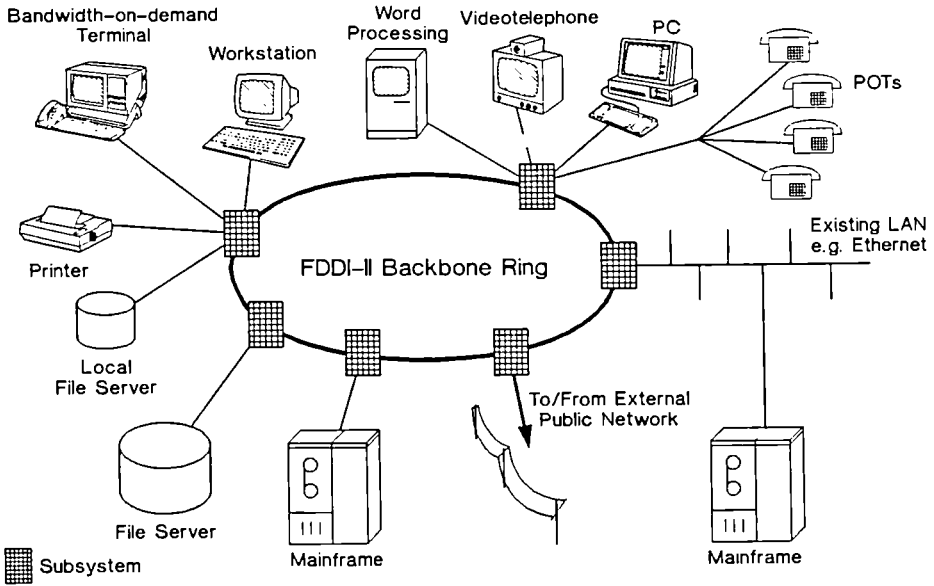 Bandwidth-on-demand
Terminal
Workstation
Word
Processing
Videotelephone
PC
POTs
Printer
FDDI-II Backbone Ring
Existing LAN
e.g. Ethernet
Local
File Server
To/From External
Public Network
File Server
Mainframe
Mainframe
Subsystem